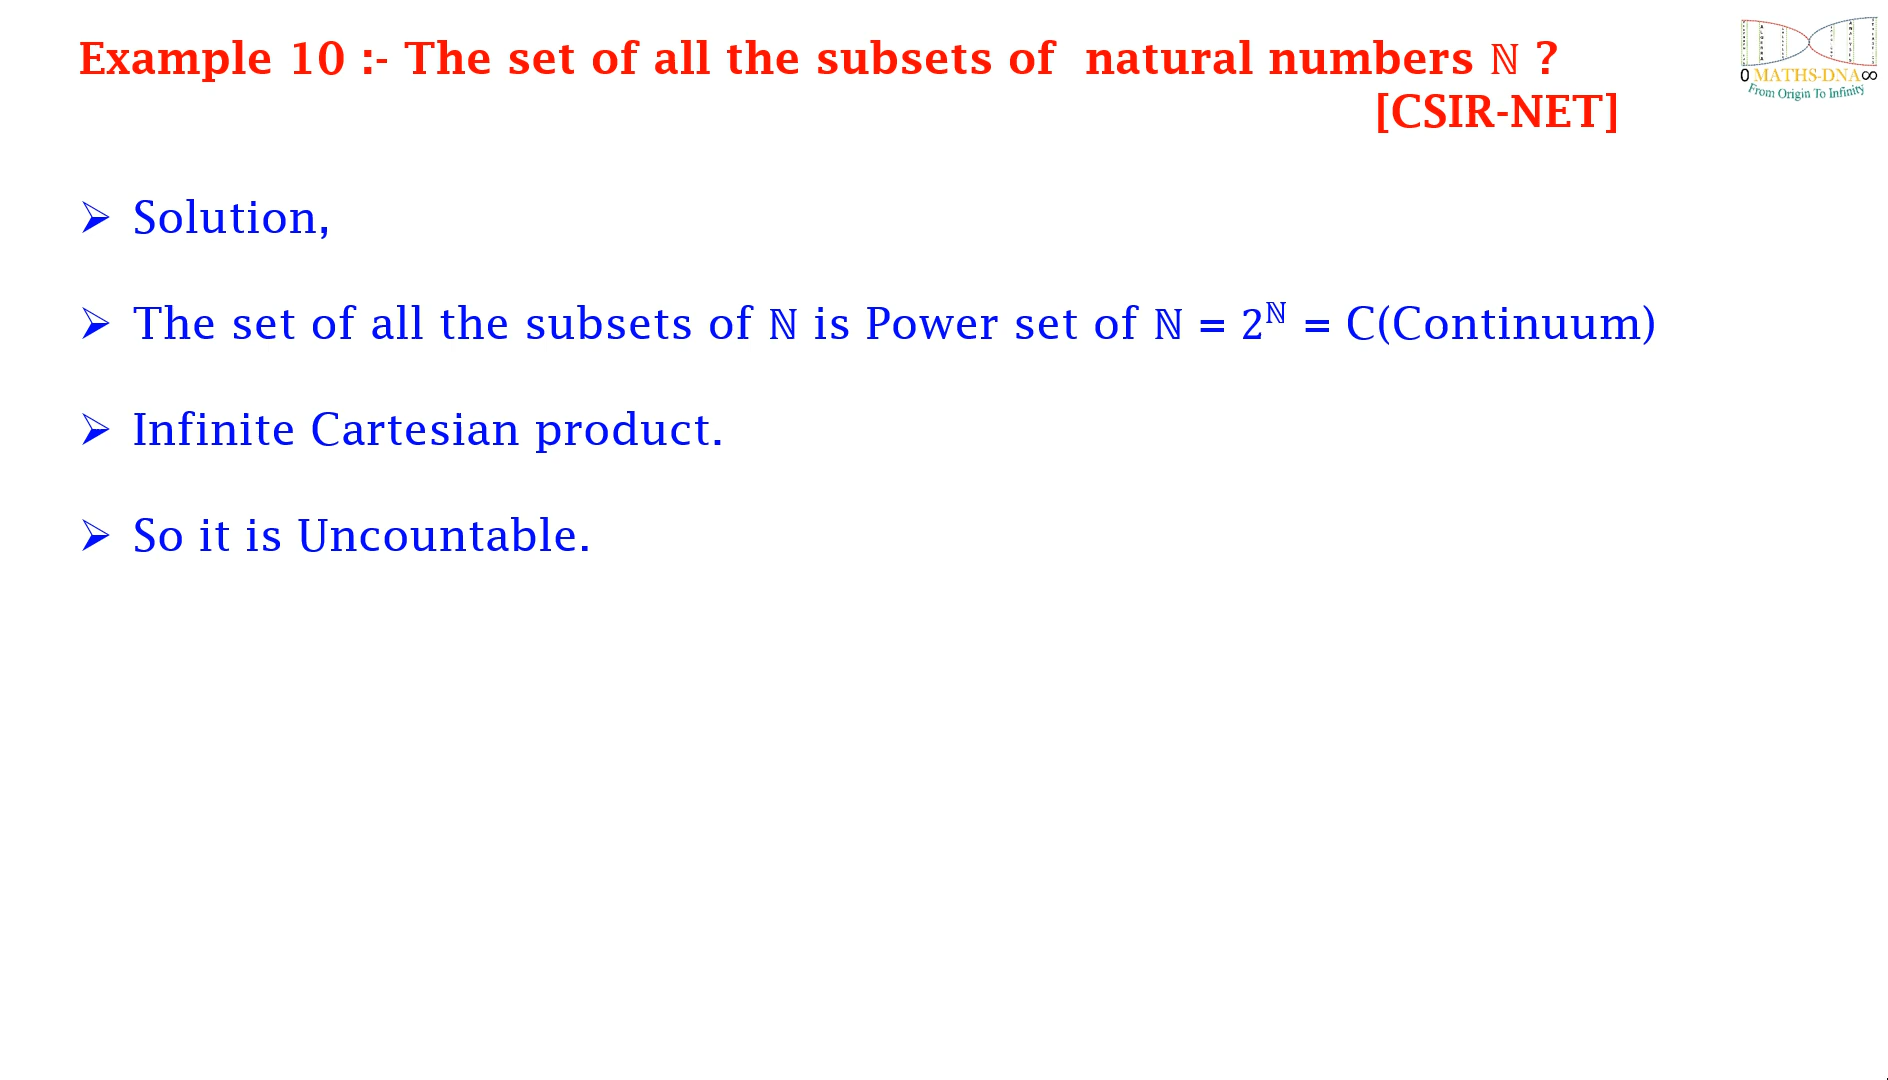 Example 10 :- The set of all the subsets of natural numbers ℕ ?
[CSIR-NET]
0 MATHS-DNA∞
From Origin To Infinity
➢ Solution,
➢ The set of all the subsets of ℕ is Power set of ℕ = 2^ℕ = C(Continuum)
➢ Infinite Cartesian product.
➢ So it is Uncountable.